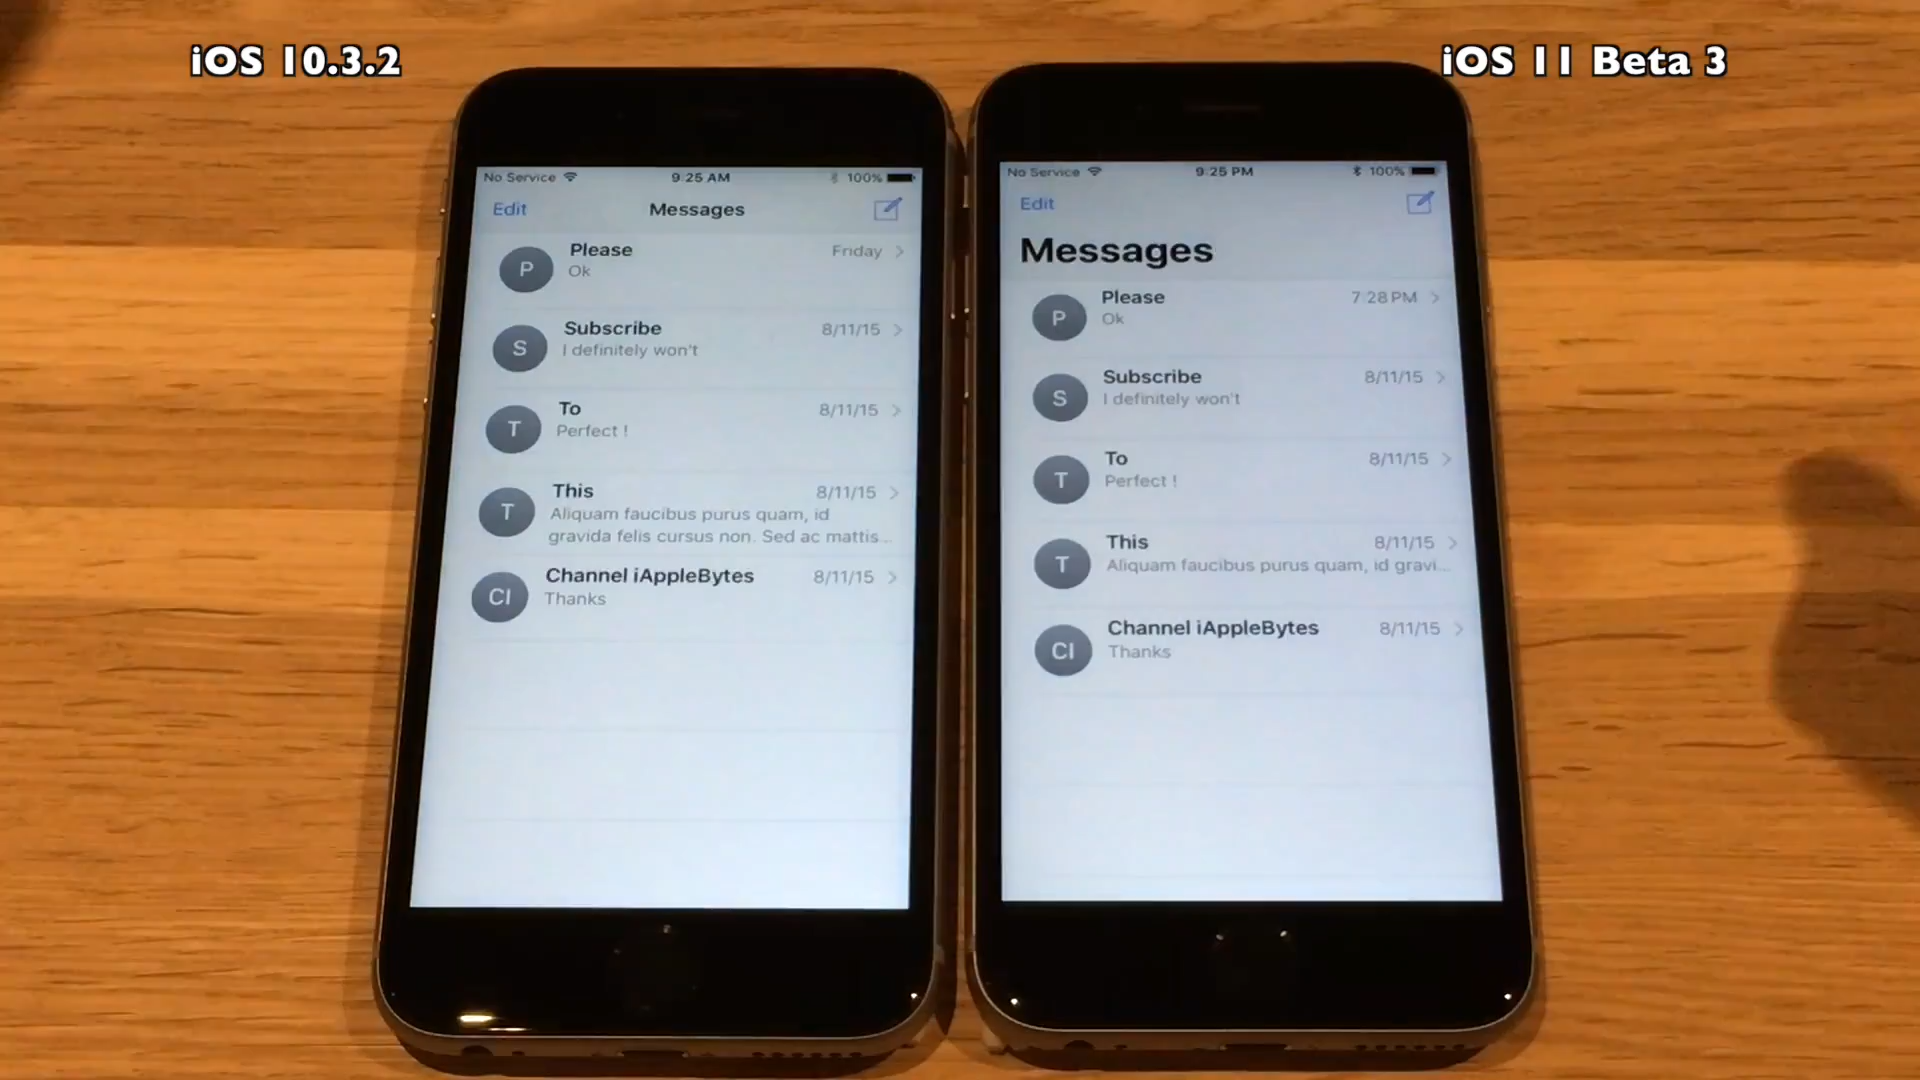 iOS 10.3.2
iOS 11 Beta 3
No Service 9:25 AM 100%
Edit Messages
P Please Friday
Ok
S Subscribe 8/11/15
I definitely won't
T To 8/11/15
Perfect !
T This 8/11/15
Aliquam faucibus purus quam, id
gravida felis cursus non. Sed ac mattis...
CI Channel iAppleBytes 8/11/15
Thanks
No Service 9:25 PM 100%
Edit
Messages
P Please 7:28 PM
Ok
S Subscribe 8/11/15
I definitely won't
T To 8/11/15
Perfect !
T This 8/11/15
Aliquam faucibus purus quam, id gravi...
CI Channel iAppleBytes 8/11/15
Thanks